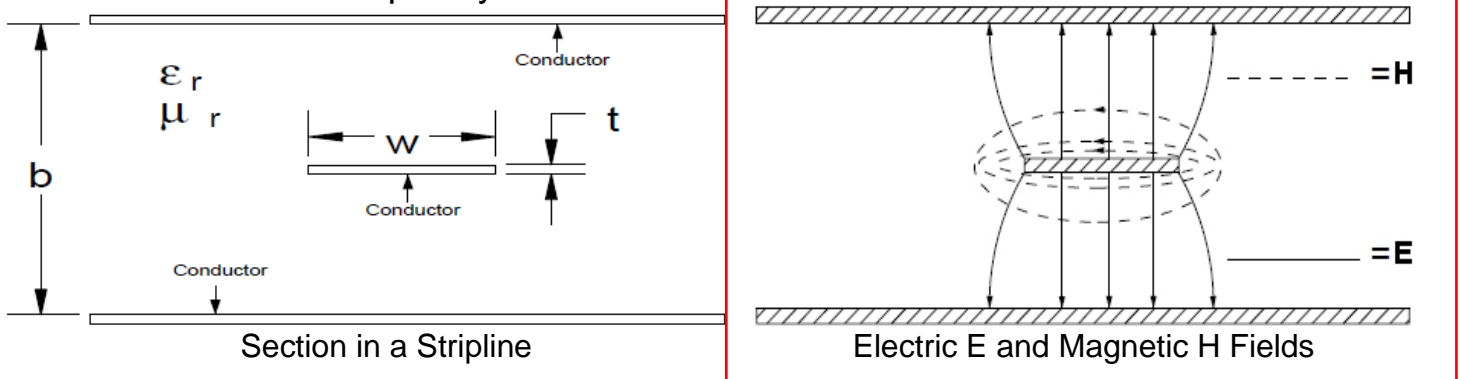 Conductor
ε r
μ r
t
w
b
Conductor
Conductor
Section in a Stripline
=H
=E
Electric E and Magnetic H Fields